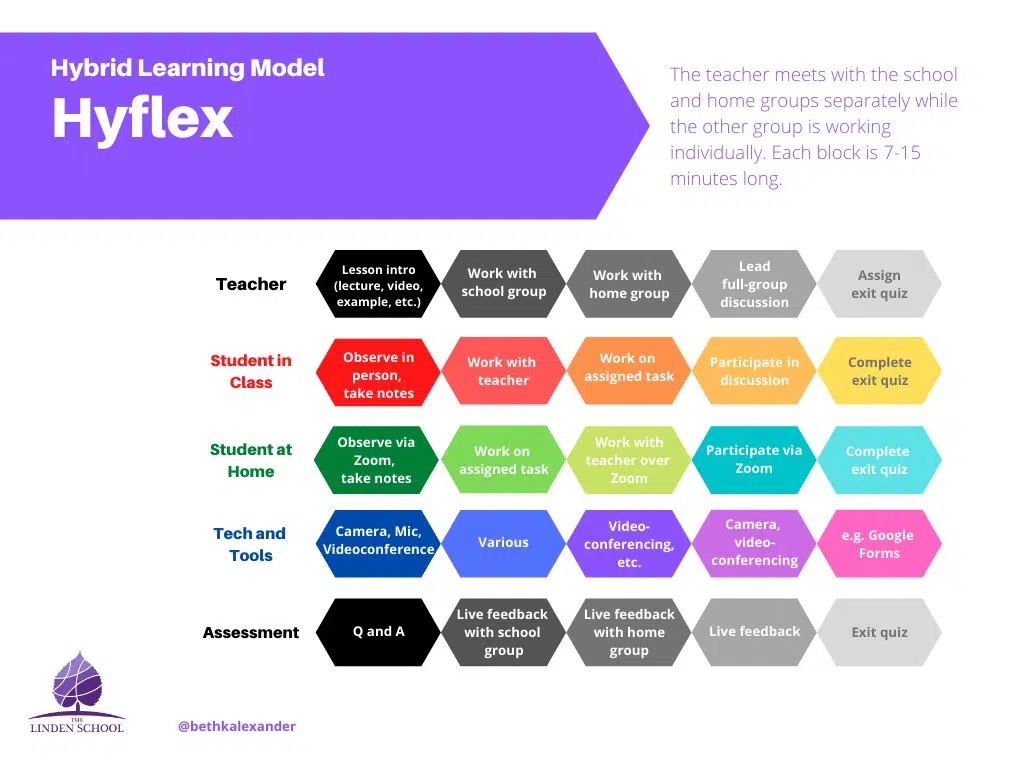 Hybrid Learning Model
Hyflex
The teacher meets with the school
and home groups separately while
the other group is working
individually. Each block is 7-15
minutes long.
Teacher
Lesson intro
(lecture, video,
example, etc.)
Work with
school group
Work with
home group
Lead
full-group
discussion
Assign
exit quiz
Student in
Class
Observe in
person,
take notes
Work with
teacher
Work on
assigned task
Participate in
discussion
Complete
exit quiz
Student at
Home
Observe via
Zoom,
take notes
Work on
assigned task
Work with
teacher over
Zoom
Participate via
Zoom
Complete
exit quiz
Tech and
Tools
Camera, Mic,
Videoconference
Various
Video-
conferencing,
etc.
Camera,
video-
conferencing
e.g. Google
Forms
Assessment
Q and A
Live feedback
with school
group
Live feedback
with home
group
Live feedback
Exit quiz
THE
LINDEN SCHOOL
@bethkalexander